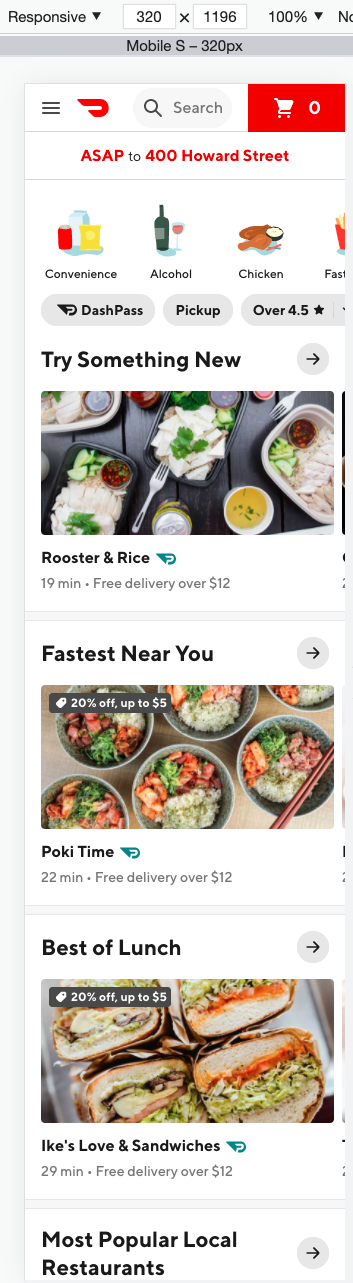 Responsive ▼ 320 × 1196 100% ▼ No
Mobile S – 320px
Search 0
ASAP to 400 Howard Street
Convenience Alcohol Chicken Fast
DashPass Pickup Over 4.5 ★
Try Something New
Rooster & Rice
19 min • Free delivery over $12
Fastest Near You
20% off, up to $5
Poki Time
22 min • Free delivery over $12
Best of Lunch
20% off, up to $5
Ike's Love & Sandwiches
29 min • Free delivery over $12
Most Popular Local
Restaurants